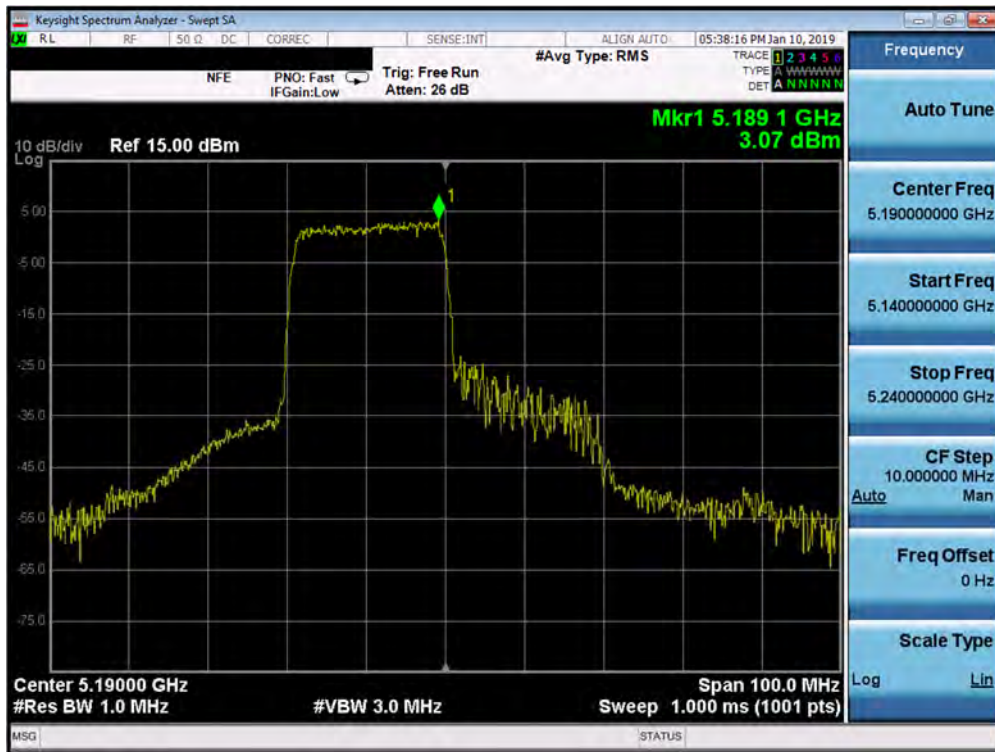 Keysight Spectrum Analyzer - Swept SA
LXI RL RF 50 Ω DC CORREC SENSE:INT ALIGN AUTO 05:38:16 PM Jan 10, 2019
NFE PNO: Fast Trig: Free Run #Avg Type: RMS TRACE 1 2 3 4 5 6
IFGain:Low Atten: 26 dB TYPE A WWWWW
DET A N N N N N
Mkr1 5.189 1 GHz
3.07 dBm
10 dB/div Ref 15.00 dBm
Log
1
5.00
-5.00
-15.0
-25.0
-35.0
-45.0
-55.0
-65.0
-75.0
Center 5.19000 GHz Span 100.0 MHz
#Res BW 1.0 MHz #VBW 3.0 MHz Sweep 1.000 ms (1001 pts)
MSG STATUS
Frequency
Auto Tune
Center Freq
5.190000000 GHz
Start Freq
5.140000000 GHz
Stop Freq
5.240000000 GHz
CF Step
10.000000 MHz
Auto Man
Freq Offset
0 Hz
Scale Type
Log Lin